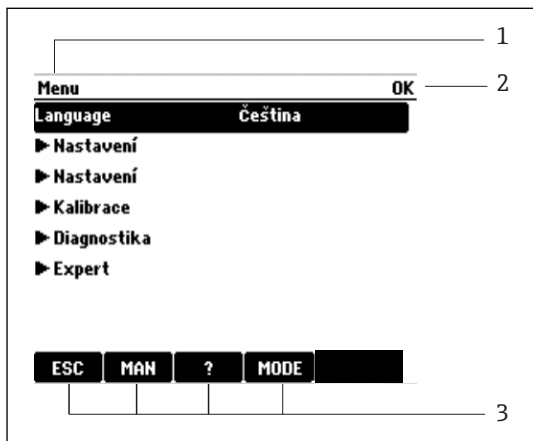 1
Menu OK 2
Language Čeština
Nastavení
Nastavení
Kalibrace
Diagnostika
Expert
ESC MAN ? MODE
3